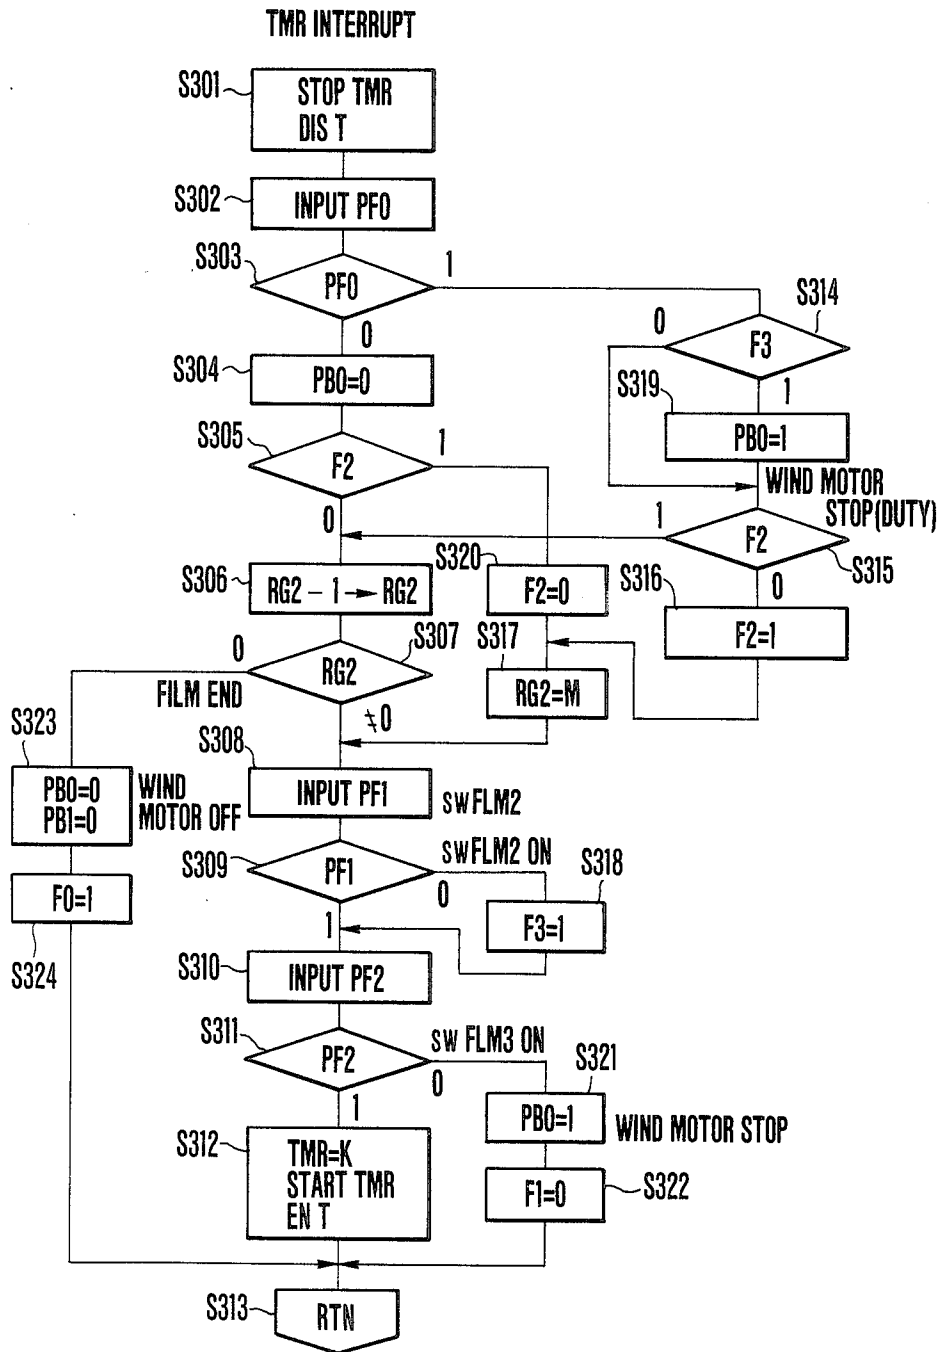 TMR INTERRUPT
S301
STOP TMR
DIS T
S302
INPUT PF0
S303
PF0
1
0
S314
F3
0
1
S304
PB0=0
S319
PB0=1
S305
F2
1
0
WIND MOTOR
STOP(DUTY)
F2
1
0
S315
S306
RG2 - 1 → RG2
S320
F2=0
S316
F2=1
S307
RG2
0
FILM END
≠0
S317
RG2=M
S323
PB0=0
PB1=0
WIND
MOTOR OFF
S308
INPUT PF1
SW FLM2
S309
PF1
SW FLM2 ON
0
1
S318
F3=1
F0=1
S324
S310
INPUT PF2
S311
PF2
SW FLM3 ON
0
1
S321
PB0=1
WIND MOTOR STOP
S312
TMR=K
START TMR
EN T
F1=0
S322
S313
RTN